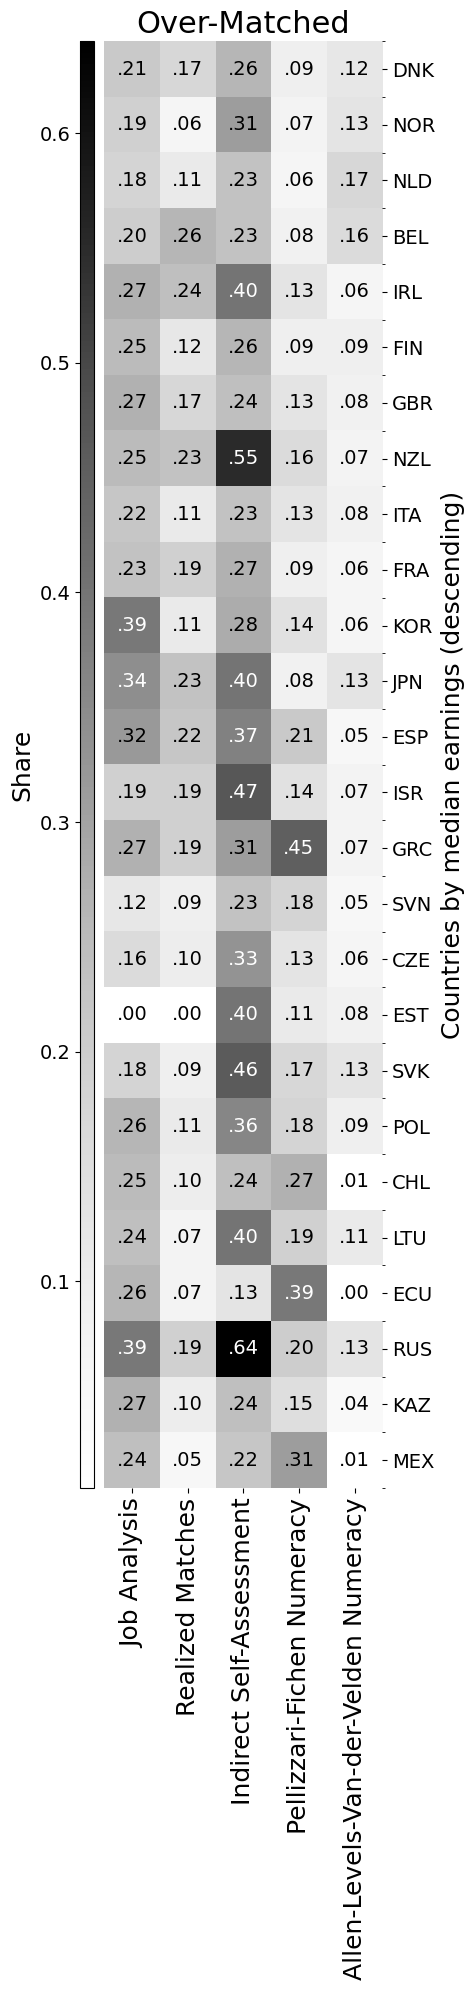 Over-Matched
.21 .17 .26 .09 .12 DNK
.19 .06 .31 .07 .13 NOR
.18 .11 .23 .06 .17 NLD
.20 .26 .23 .08 .16 BEL
.27 .24 .40 .13 .06 IRL
.25 .12 .26 .09 .09 FIN
.27 .17 .24 .13 .08 GBR
.25 .23 .55 .16 .07 NZL
.22 .11 .23 .13 .08 ITA
.23 .19 .27 .09 .06 FRA
.39 .11 .28 .14 .06 KOR
.34 .23 .40 .08 .13 JPN
.32 .22 .37 .21 .05 ESP
.19 .19 .47 .14 .07 ISR
.27 .19 .31 .45 .07 GRC
.12 .09 .23 .18 .05 SVN
.16 .10 .33 .13 .06 CZE
.00 .00 .40 .11 .08 EST
.18 .09 .46 .17 .13 SVK
.26 .11 .36 .18 .09 POL
.25 .10 .24 .27 .01 CHL
.24 .07 .40 .19 .11 LTU
.26 .07 .13 .39 .00 ECU
.39 .19 .64 .20 .13 RUS
.27 .10 .24 .15 .04 KAZ
.24 .05 .22 .31 .01 MEX
Job Analysis
Realized Matches
Indirect Self-Assessment
Pellizzari-Fichen Numeracy
Allen-Levels-Van-der-Velden Numeracy
Share
0.6
0.5
0.4
0.3
0.2
0.1
Countries by median earnings (descending)